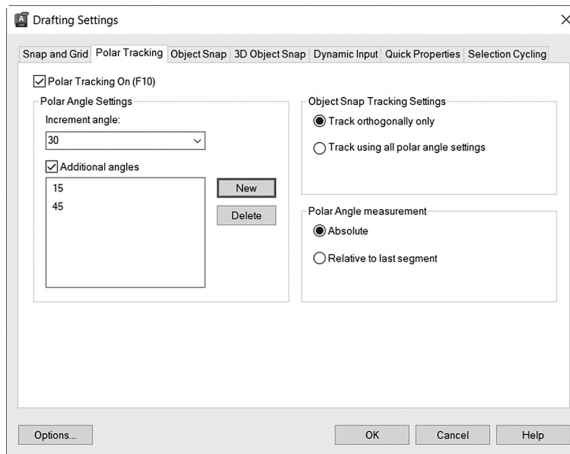 Drafting Settings
Snap and Grid Polar Tracking Object Snap 3D Object Snap Dynamic Input Quick Properties Selection Cycling
Polar Tracking On (F10)
Polar Angle Settings
Increment angle:
30
Additional angles
15
45
New
Delete
Object Snap Tracking Settings
Track orthogonally only
Track using all polar angle settings
Polar Angle measurement
Absolute
Relative to last segment
Options... OK Cancel Help